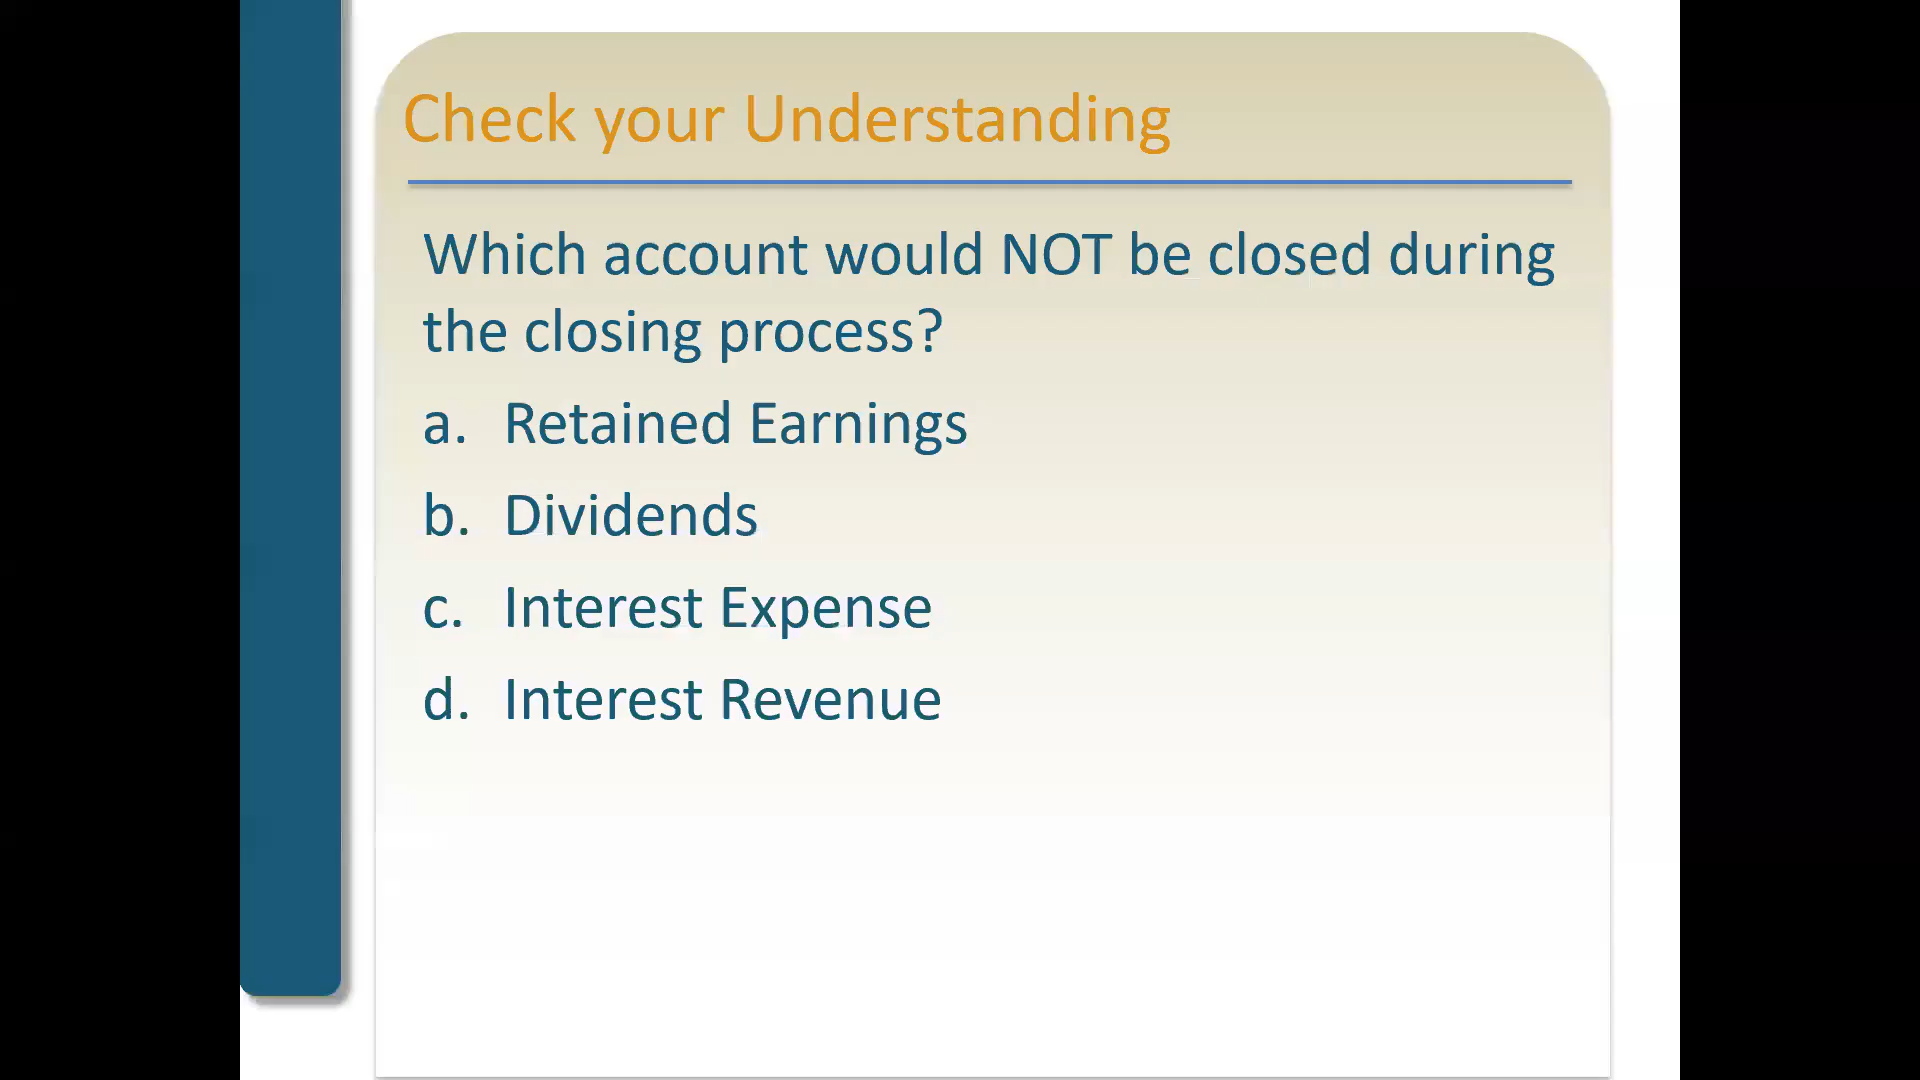 Check your Understanding
Which account would NOT be closed during
the closing process?
a. Retained Earnings
b. Dividends
c. Interest Expense
d. Interest Revenue